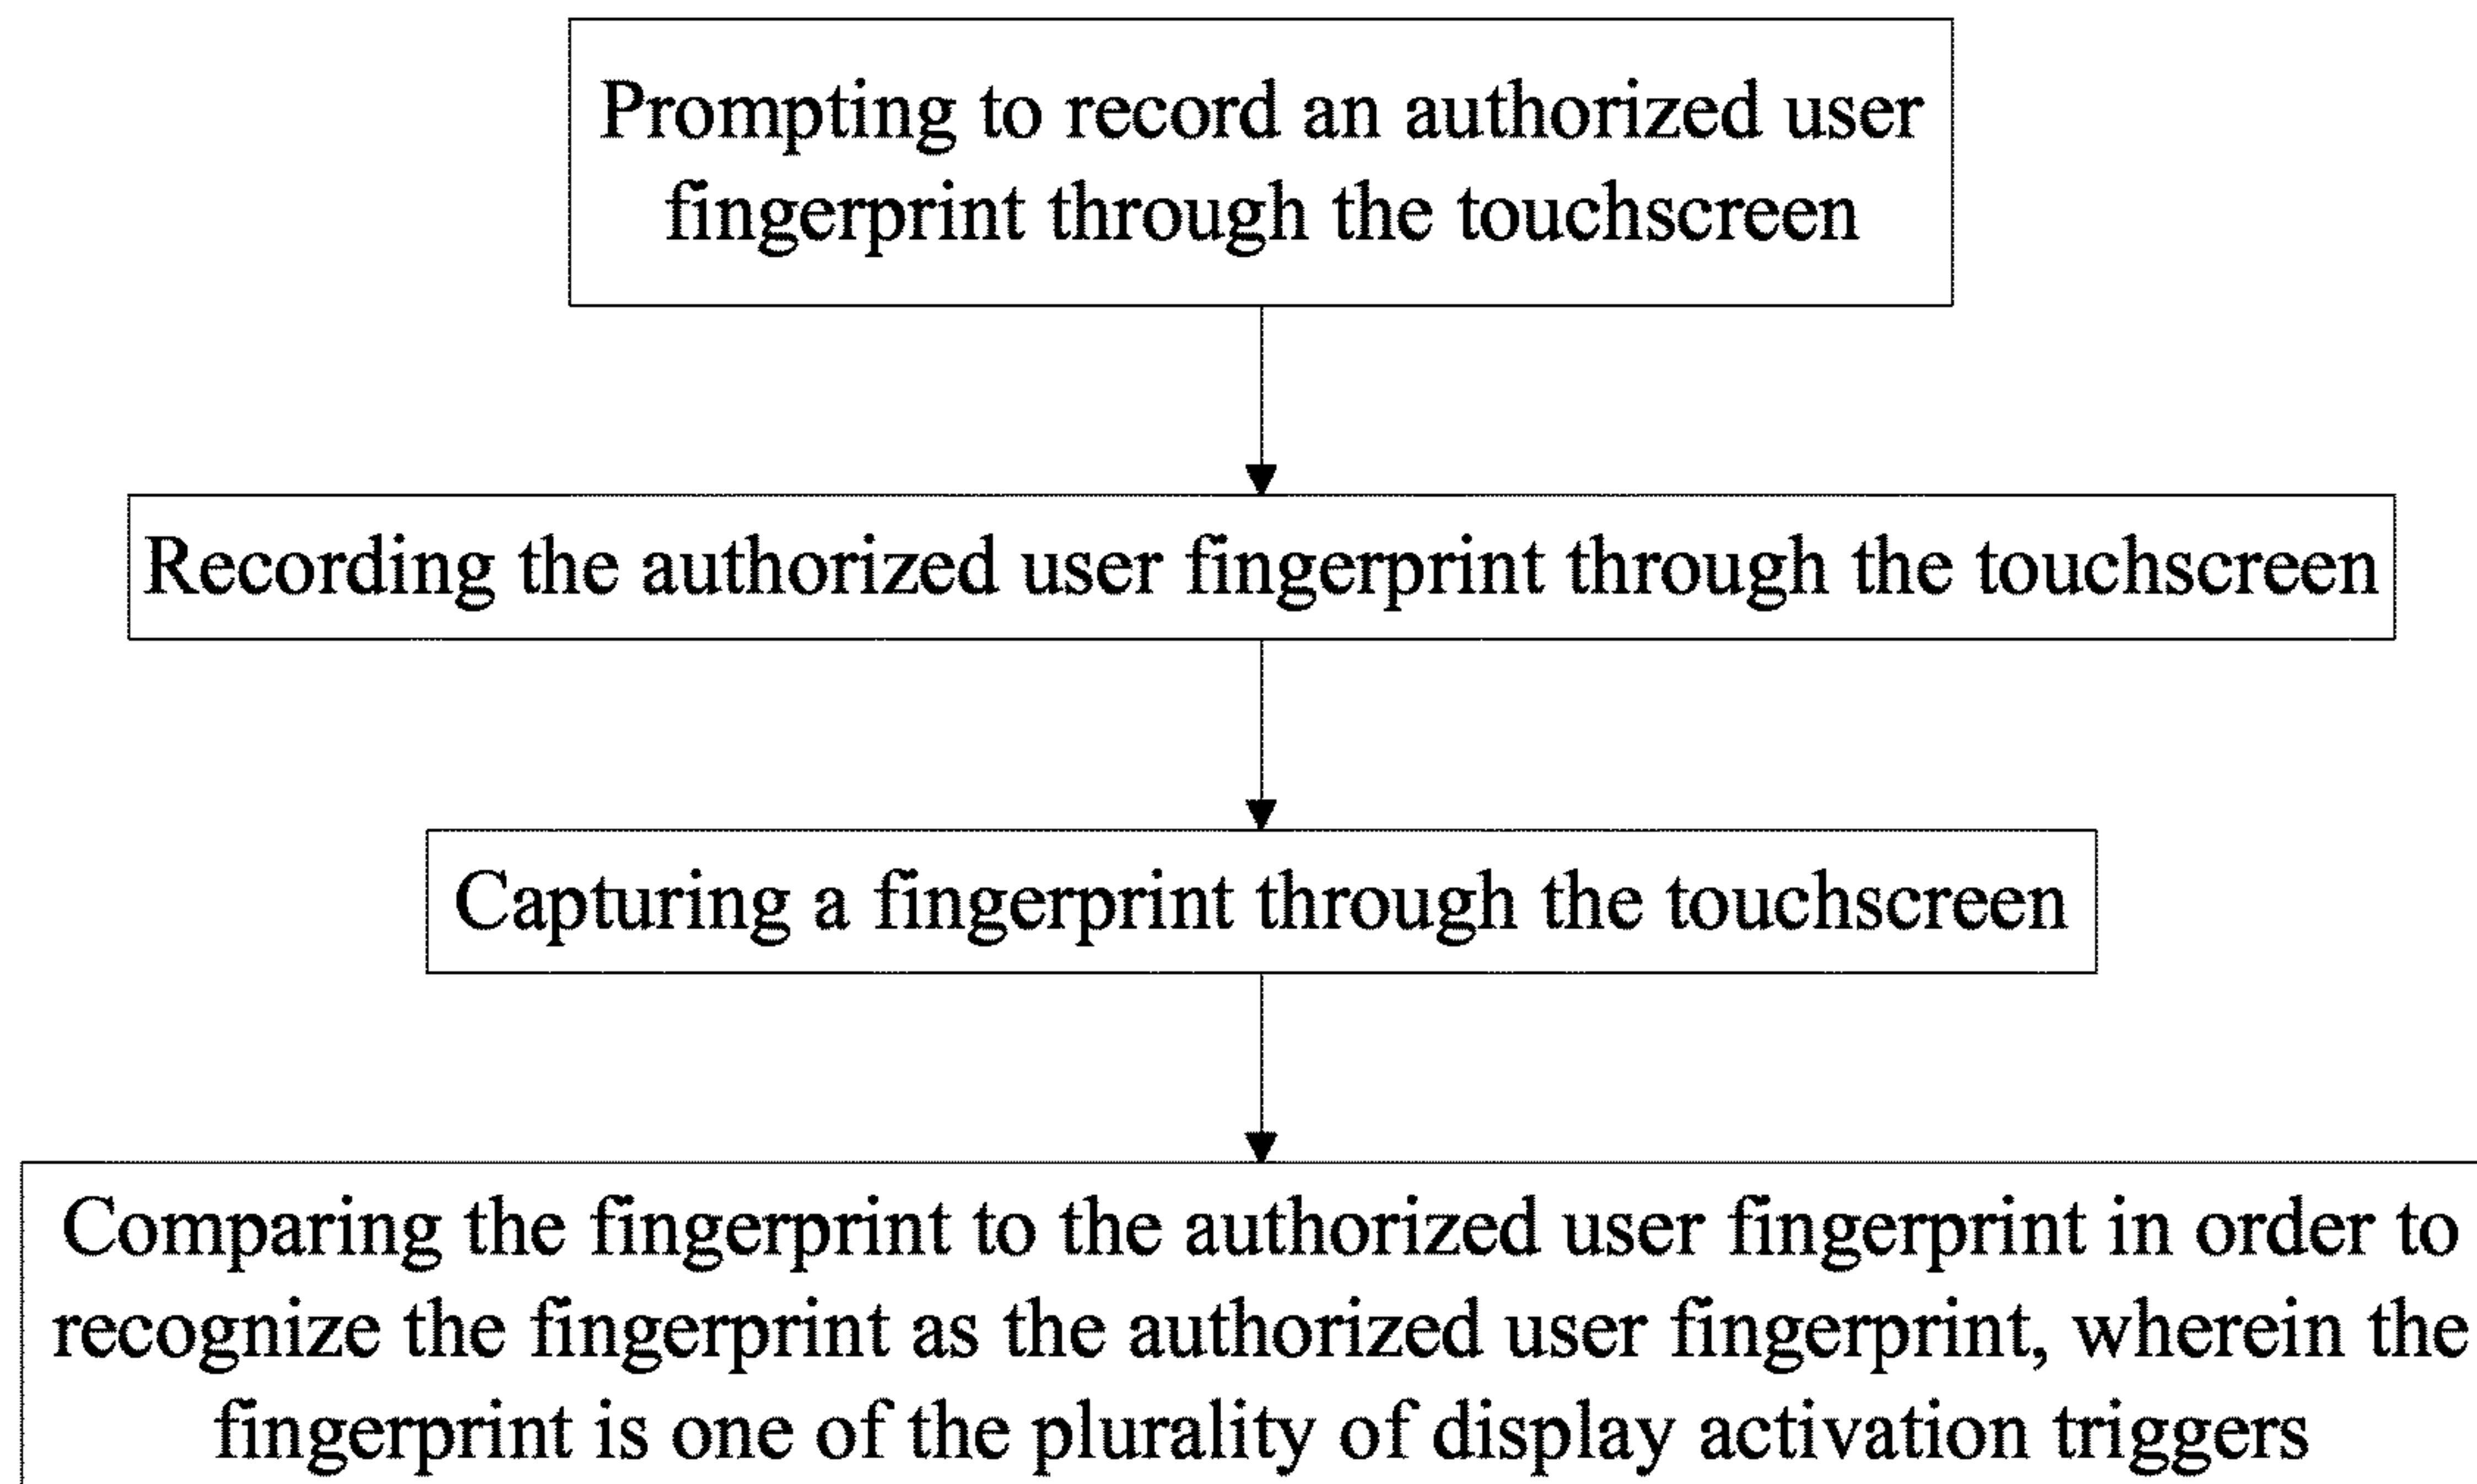 Prompting to record an authorized user
fingerprint through the touchscreen
Recording the authorized user fingerprint through the touchscreen
Capturing a fingerprint through the touchscreen
Comparing the fingerprint to the authorized user fingerprint in order to
recognize the fingerprint as the authorized user fingerprint, wherein the
fingerprint is one of the plurality of display activation triggers